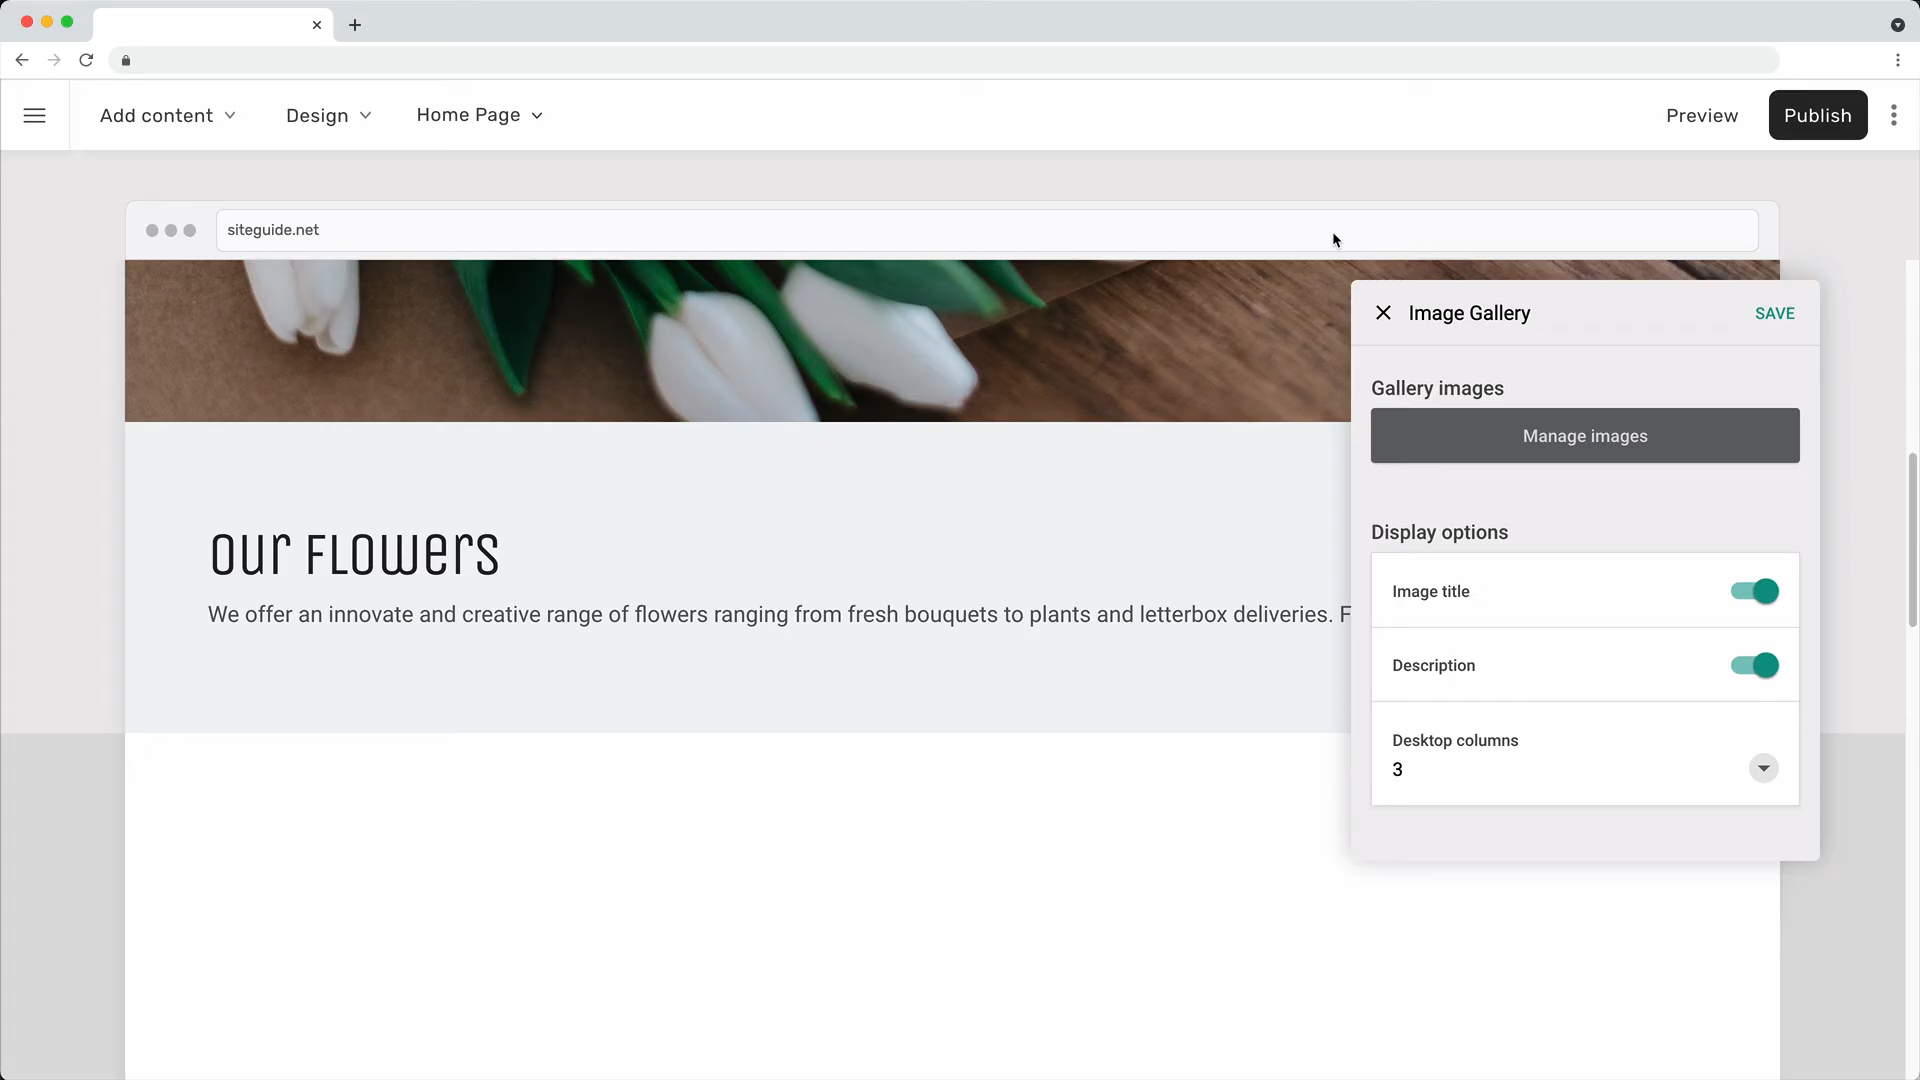 Add content
Design
Home Page
Preview
Publish
siteguide.net
Image Gallery
SAVE
Gallery images
Manage images
our Flowers
We offer an innovate and creative range of flowers ranging from fresh bouquets to plants and letterbox deliveries. F
Display options
Image title
Description
Desktop columns
3